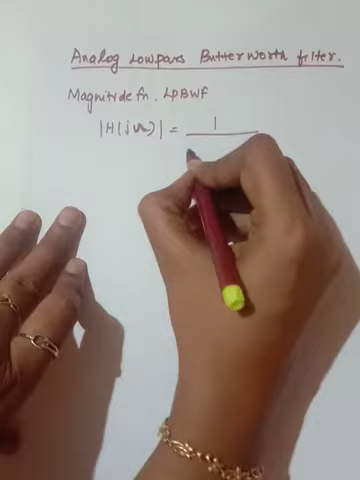 Analog Lowpass Butterworth filter.
Magnitude fn. LPBWF
|H(jΩ)| = 1